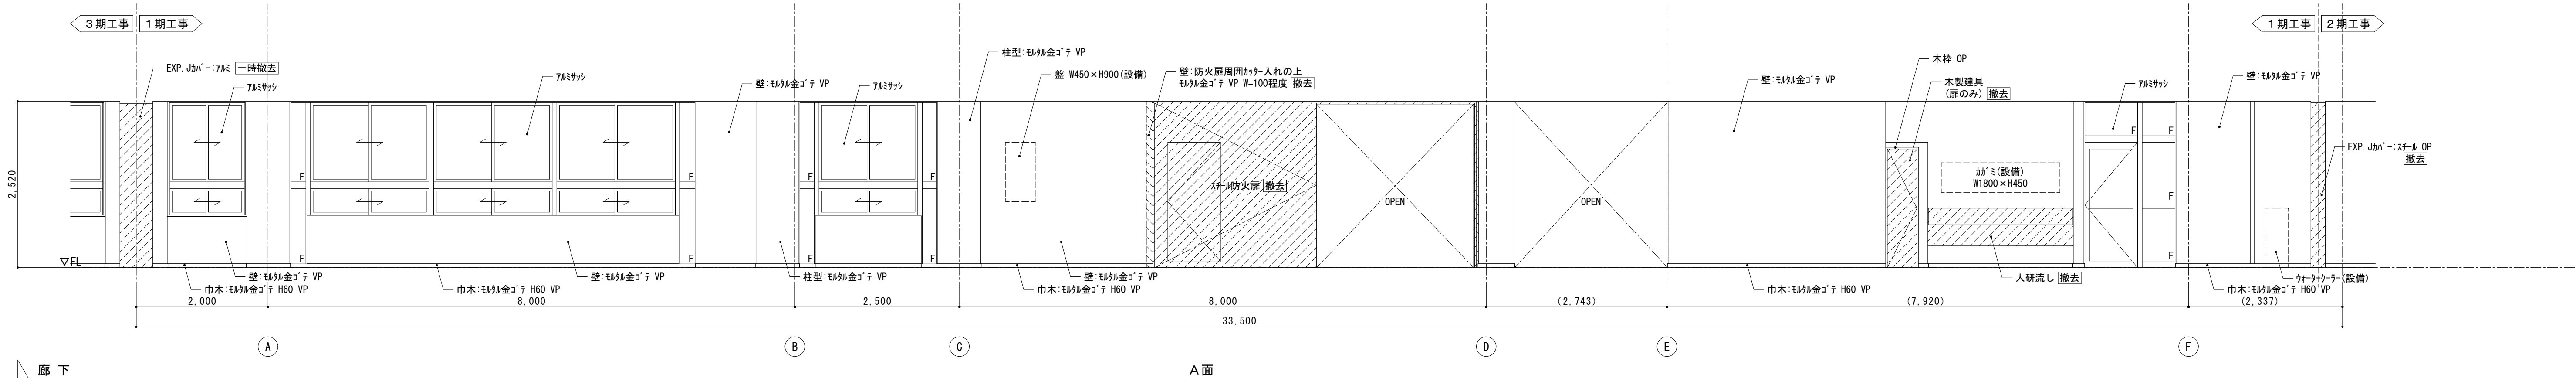 3期工事 1期工事
1期工事 2期工事
EXP.Jｶﾊﾞｰ:ｱﾙﾐ 一時撤去
ｱﾙﾐｻｯｼ
ｱﾙﾐｻｯｼ
壁:ﾓﾙﾀﾙ金ｺﾞﾃ VP
ｱﾙﾐｻｯｼ
柱型:ﾓﾙﾀﾙ金ｺﾞﾃ VP
盤 W450×H900(設備)
壁:防火扉周囲ｶｯﾀｰ入れの上
ﾓﾙﾀﾙ金ｺﾞﾃ VP W=100程度 撤去
壁:ﾓﾙﾀﾙ金ｺﾞﾃ VP
木枠 OP
木製建具
(扉のみ) 撤去
ｱﾙﾐｻｯｼ
壁:ﾓﾙﾀﾙ金ｺﾞﾃ VP
EXP.Jｶﾊﾞｰ:ｽﾁｰﾙ OP
撤去
2,520
F
F
F
F
F
F
F
F
F
F
F
F
ｽﾁｰﾙ防火扉 撤去
OPEN
OPEN
ｶｶﾞﾐ(設備)
W1800×H450
▽FL
壁:ﾓﾙﾀﾙ金ｺﾞﾃ VP
巾木:ﾓﾙﾀﾙ金ｺﾞﾃ H60 VP
壁:ﾓﾙﾀﾙ金ｺﾞﾃ VP
巾木:ﾓﾙﾀﾙ金ｺﾞﾃ H60 VP
柱型:ﾓﾙﾀﾙ金ｺﾞﾃ VP
壁:ﾓﾙﾀﾙ金ｺﾞﾃ VP
巾木:ﾓﾙﾀﾙ金ｺﾞﾃ H60 VP
巾木:ﾓﾙﾀﾙ金ｺﾞﾃ H60 VP
人研流し 撤去
ｳｫｰﾀｰｸｰﾗｰ(設備)
巾木:ﾓﾙﾀﾙ金ｺﾞﾃ H60 VP
2,000 8,000 2,500 8,000 (2,743) (7,920) (2,337)
33,500
A B C D E F
廊 下
A面